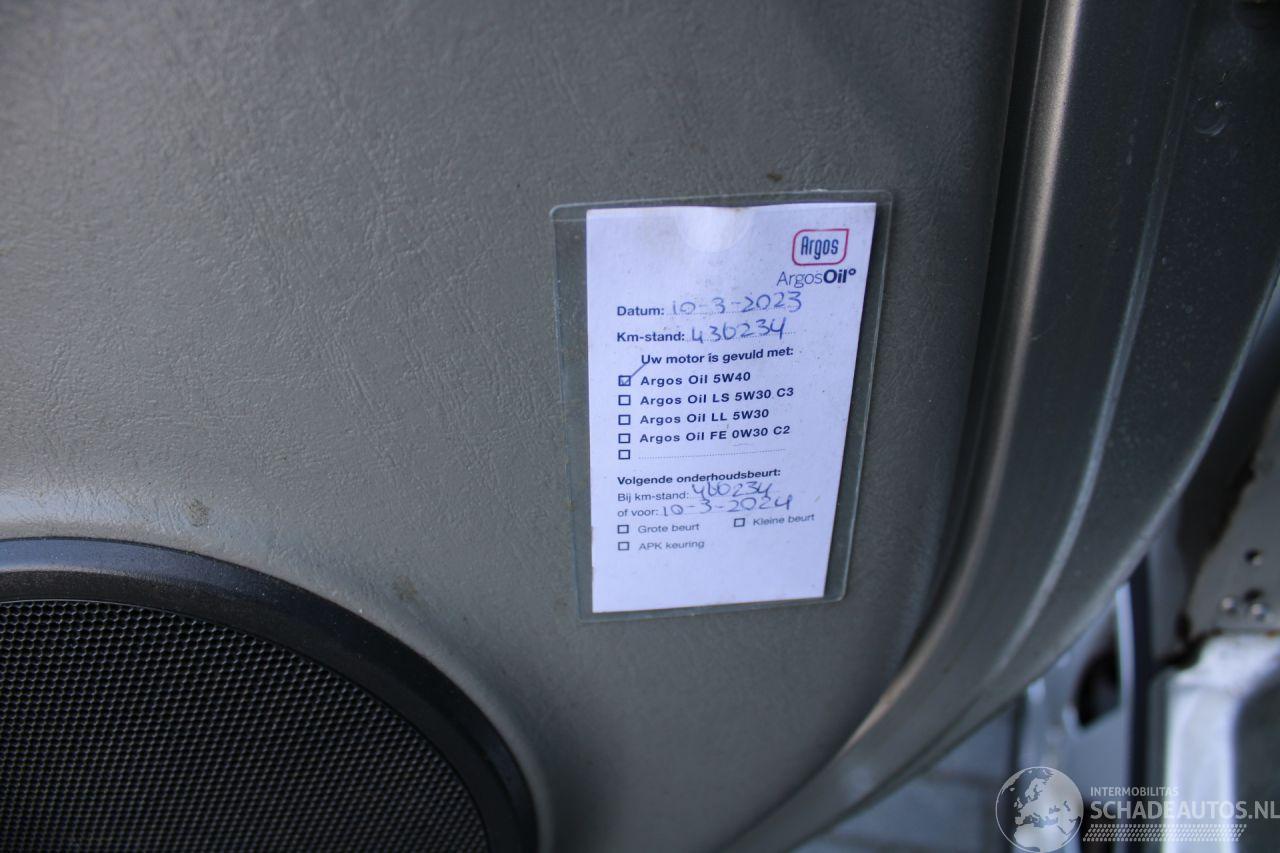 Argos
ArgosOil°
Datum: 10-3-2023
Km-stand: 436234
Uw motor is gevuld met:
Argos Oil 5W40
Argos Oil LS 5W30 C3
Argos Oil LL 5W30
Argos Oil FE 0W30 C2
Volgende onderhoudsbeurt:
Bij km-stand: 460234
of voor: 10-3-2024
Grote beurt Kleine beurt
APK keuring
INTERMOBILITAS
SCHADEAUTOS.NL